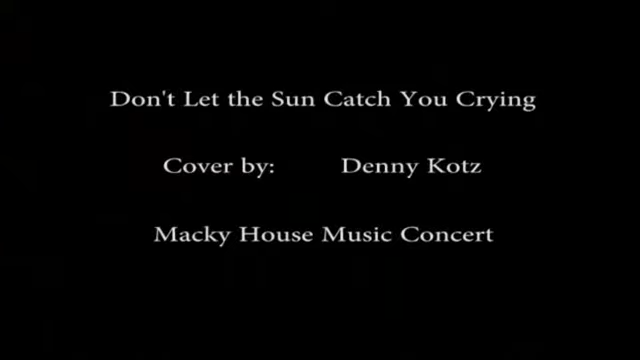 Don't Let the Sun Catch You Crying
Cover by: Denny Kotz
Macky House Music Concert